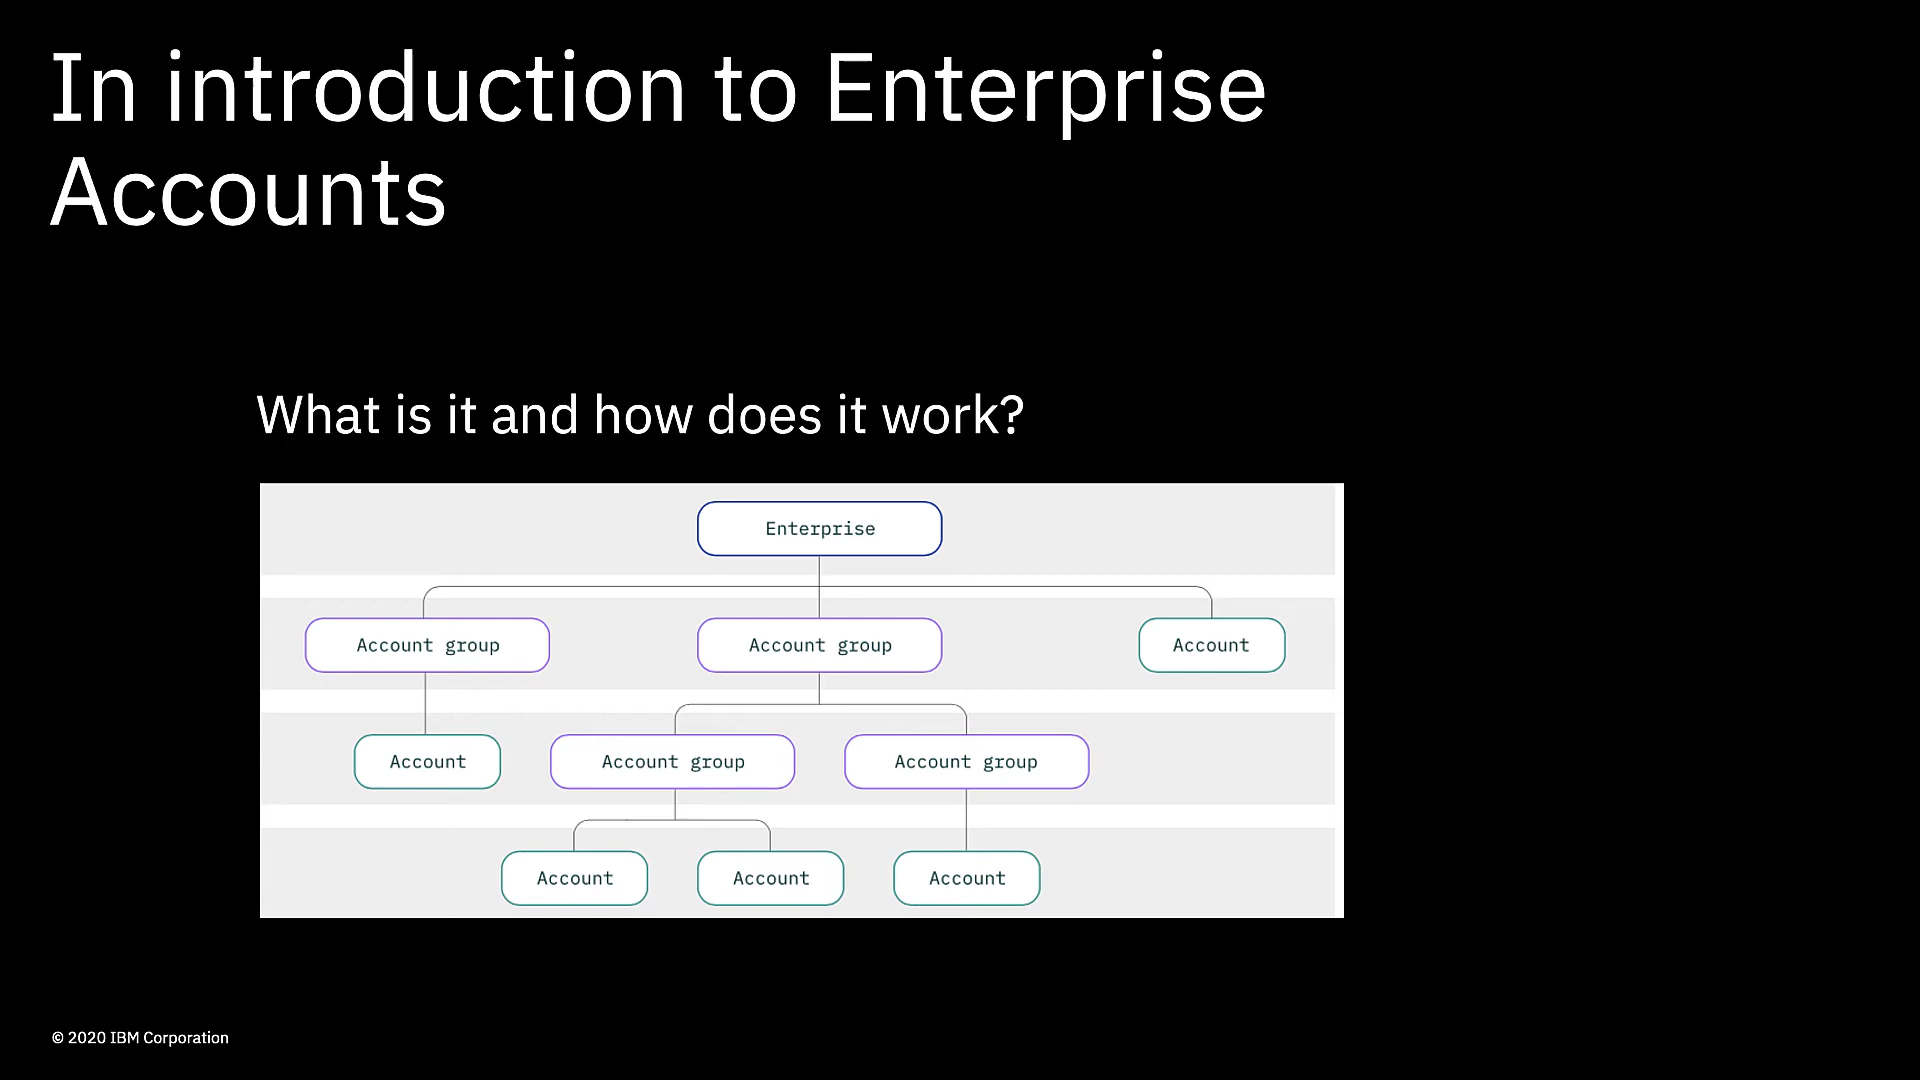 In introduction to Enterprise
Accounts
What is it and how does it work?
Enterprise
Account group
Account group
Account
Account
Account group
Account group
Account
Account
Account
© 2020 IBM Corporation